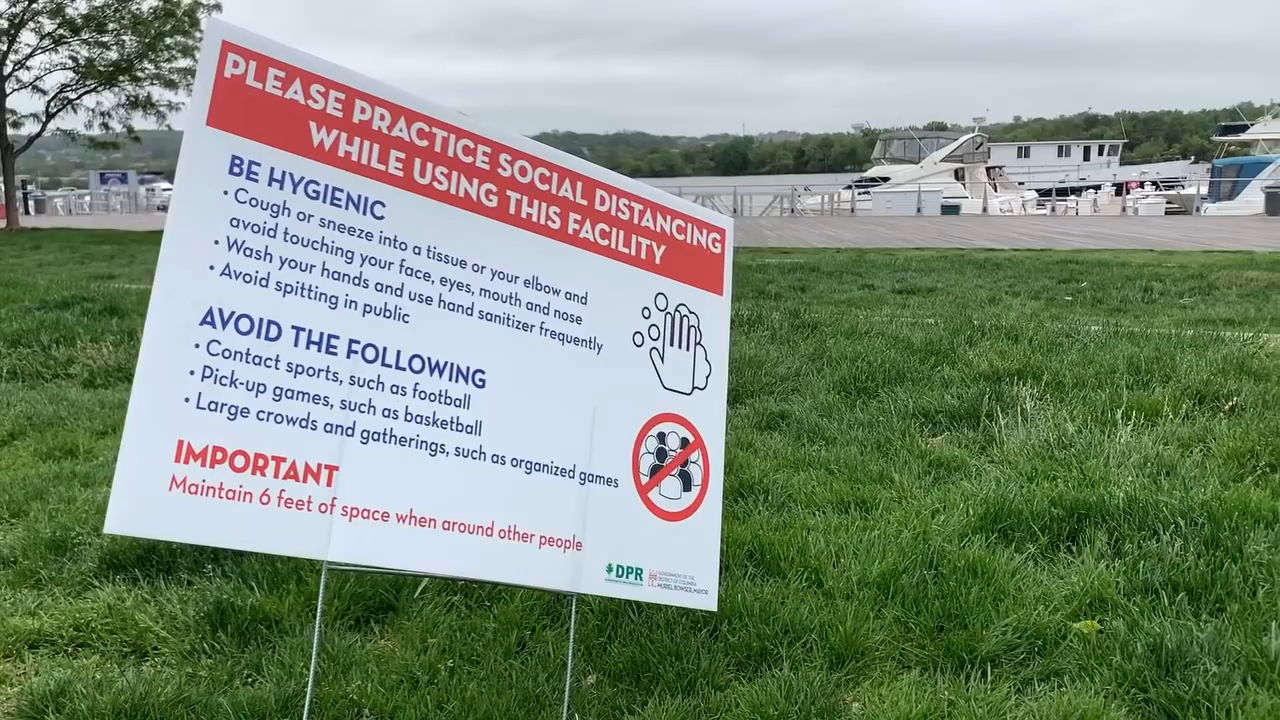 PLEASE PRACTICE SOCIAL DISTANCING
WHILE USING THIS FACILITY
BE HYGIENIC
• Cough or sneeze into a tissue or your elbow and
avoid touching your face, eyes, mouth and nose
• Wash your hands and use hand sanitizer frequently
• Avoid spitting in public
AVOID THE FOLLOWING
• Contact sports, such as football
• Pick-up games, such as basketball
• Large crowds and gatherings, such as organized games
IMPORTANT
Maintain 6 feet of space when around other people
DPR
GOVERNMENT OF THE
DISTRICT OF COLUMBIA
MURIEL BOWSER, MAYOR